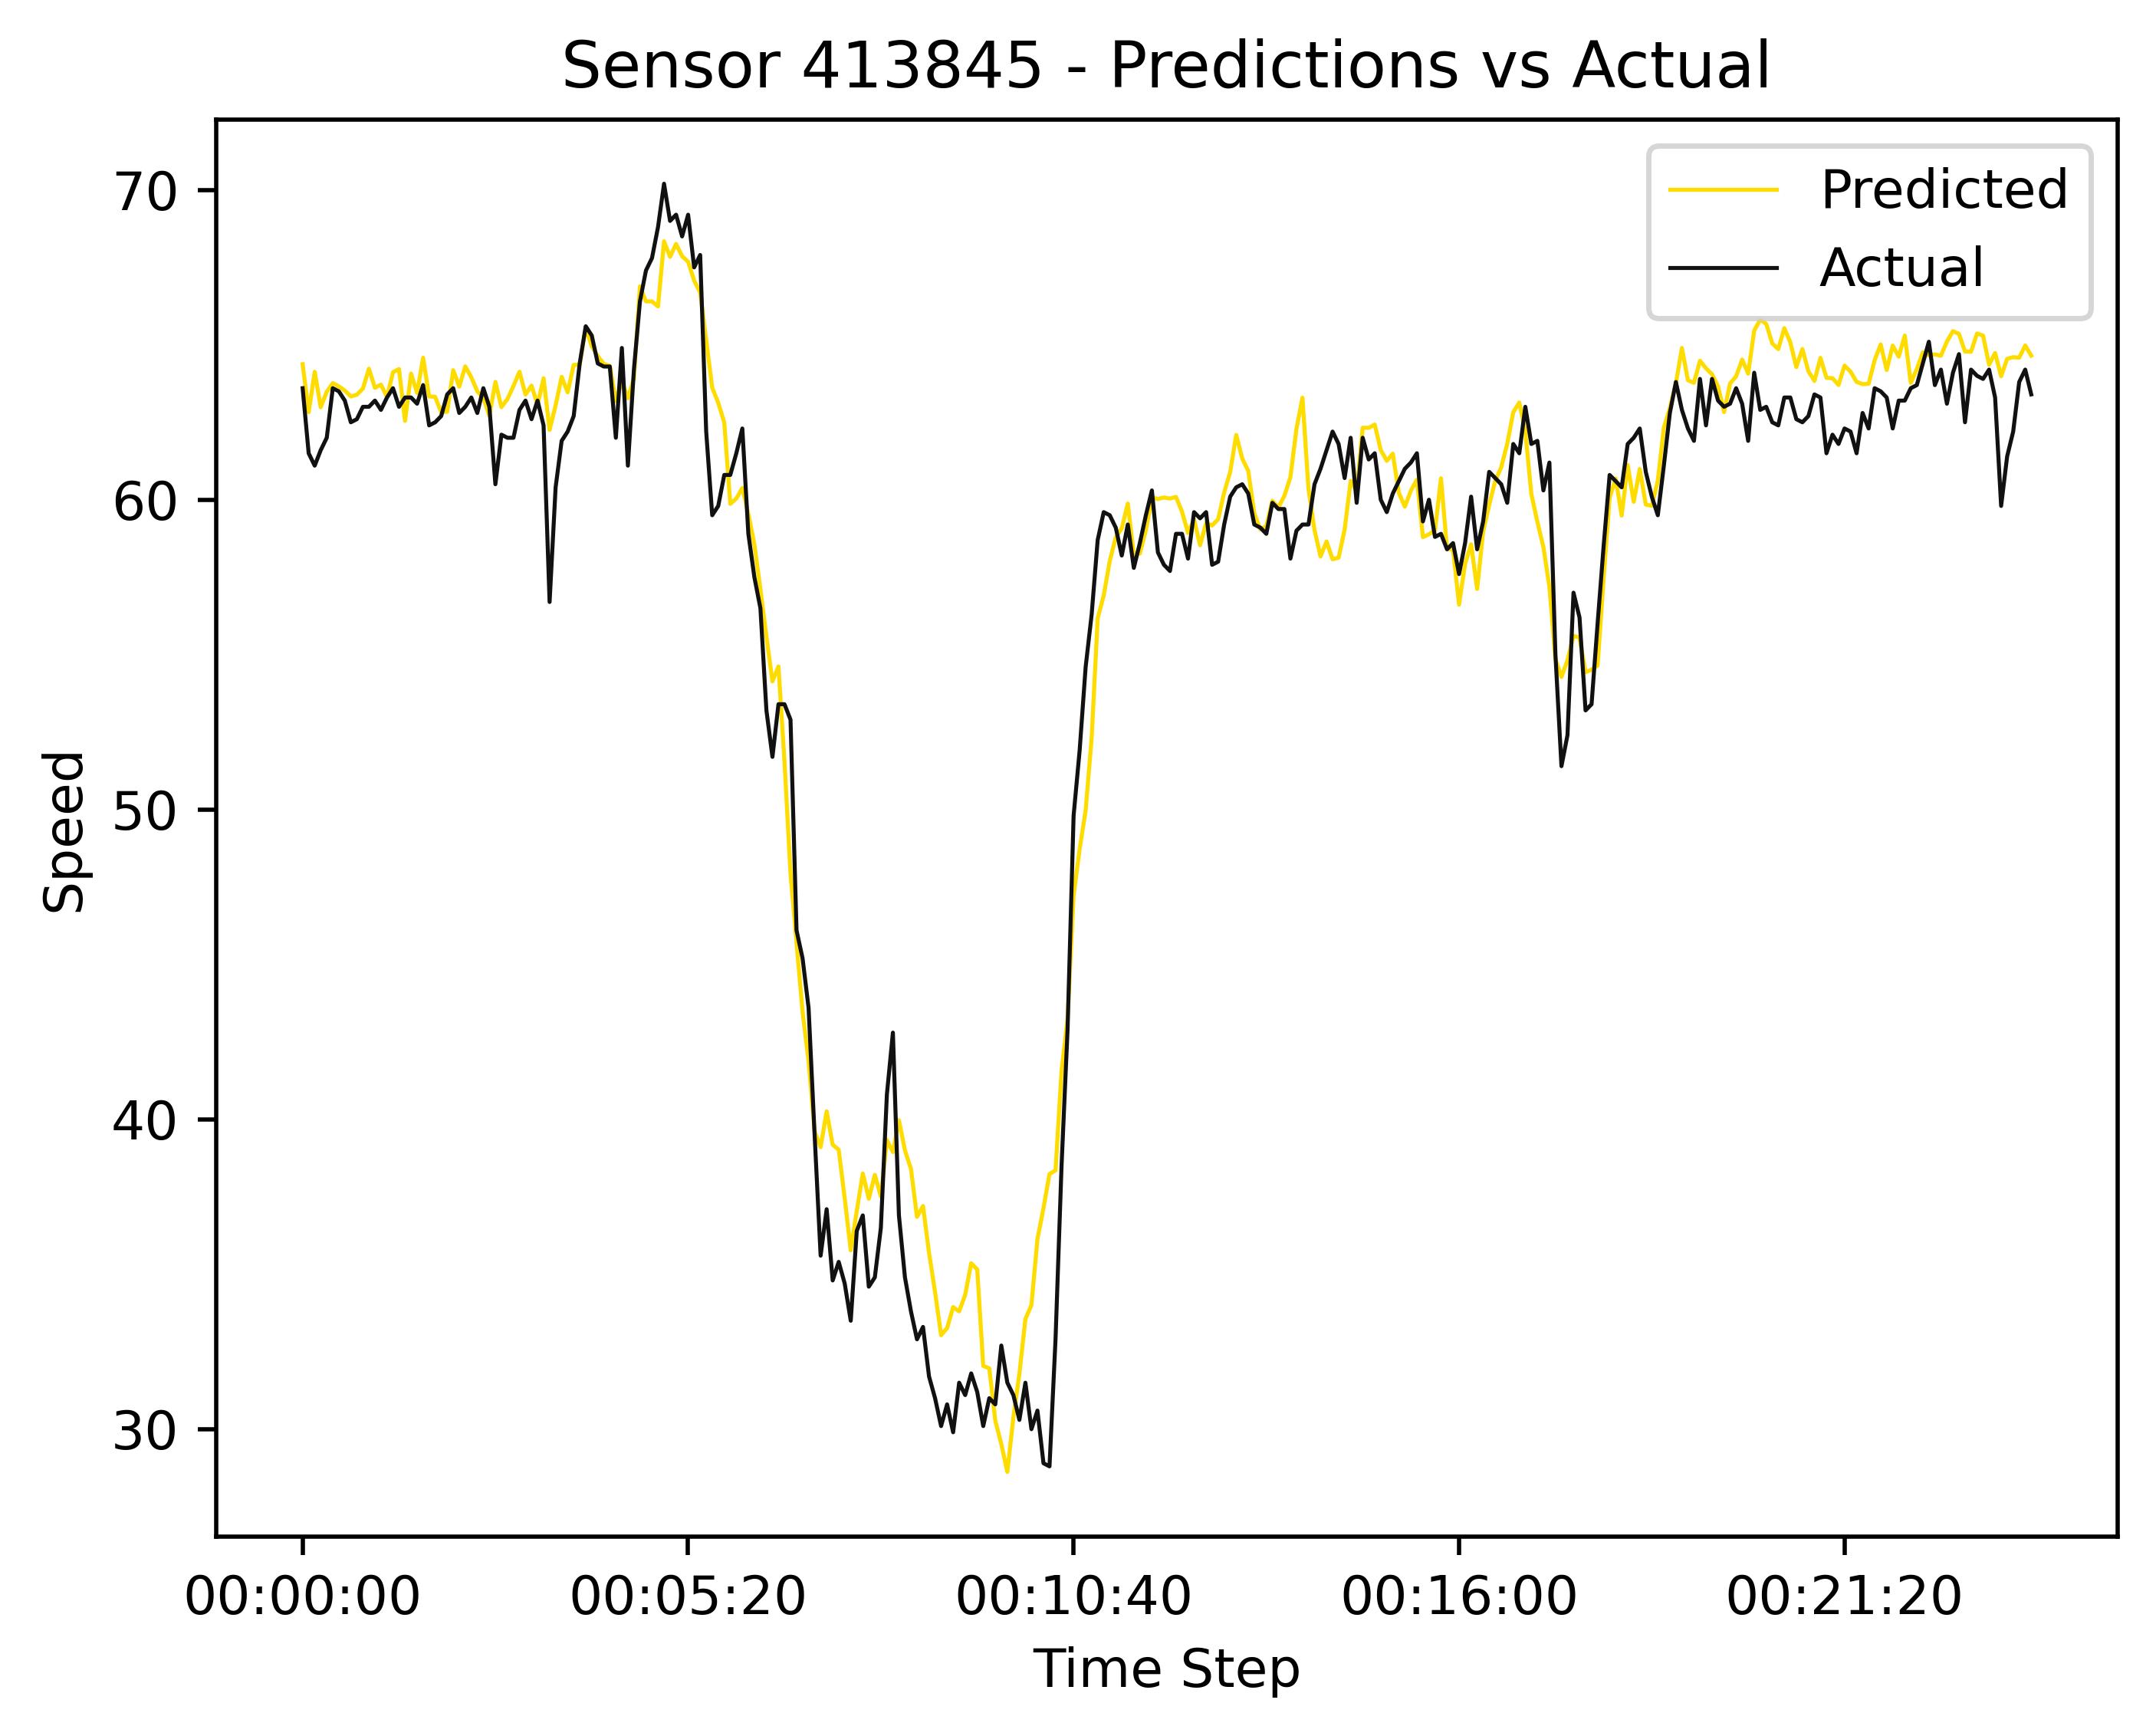 Sensor 413845 - Predictions vs Actual
Predicted
Actual
70
60
50
40
30
Speed
00:00:00 00:05:20 00:10:40 00:16:00 00:21:20
Time Step